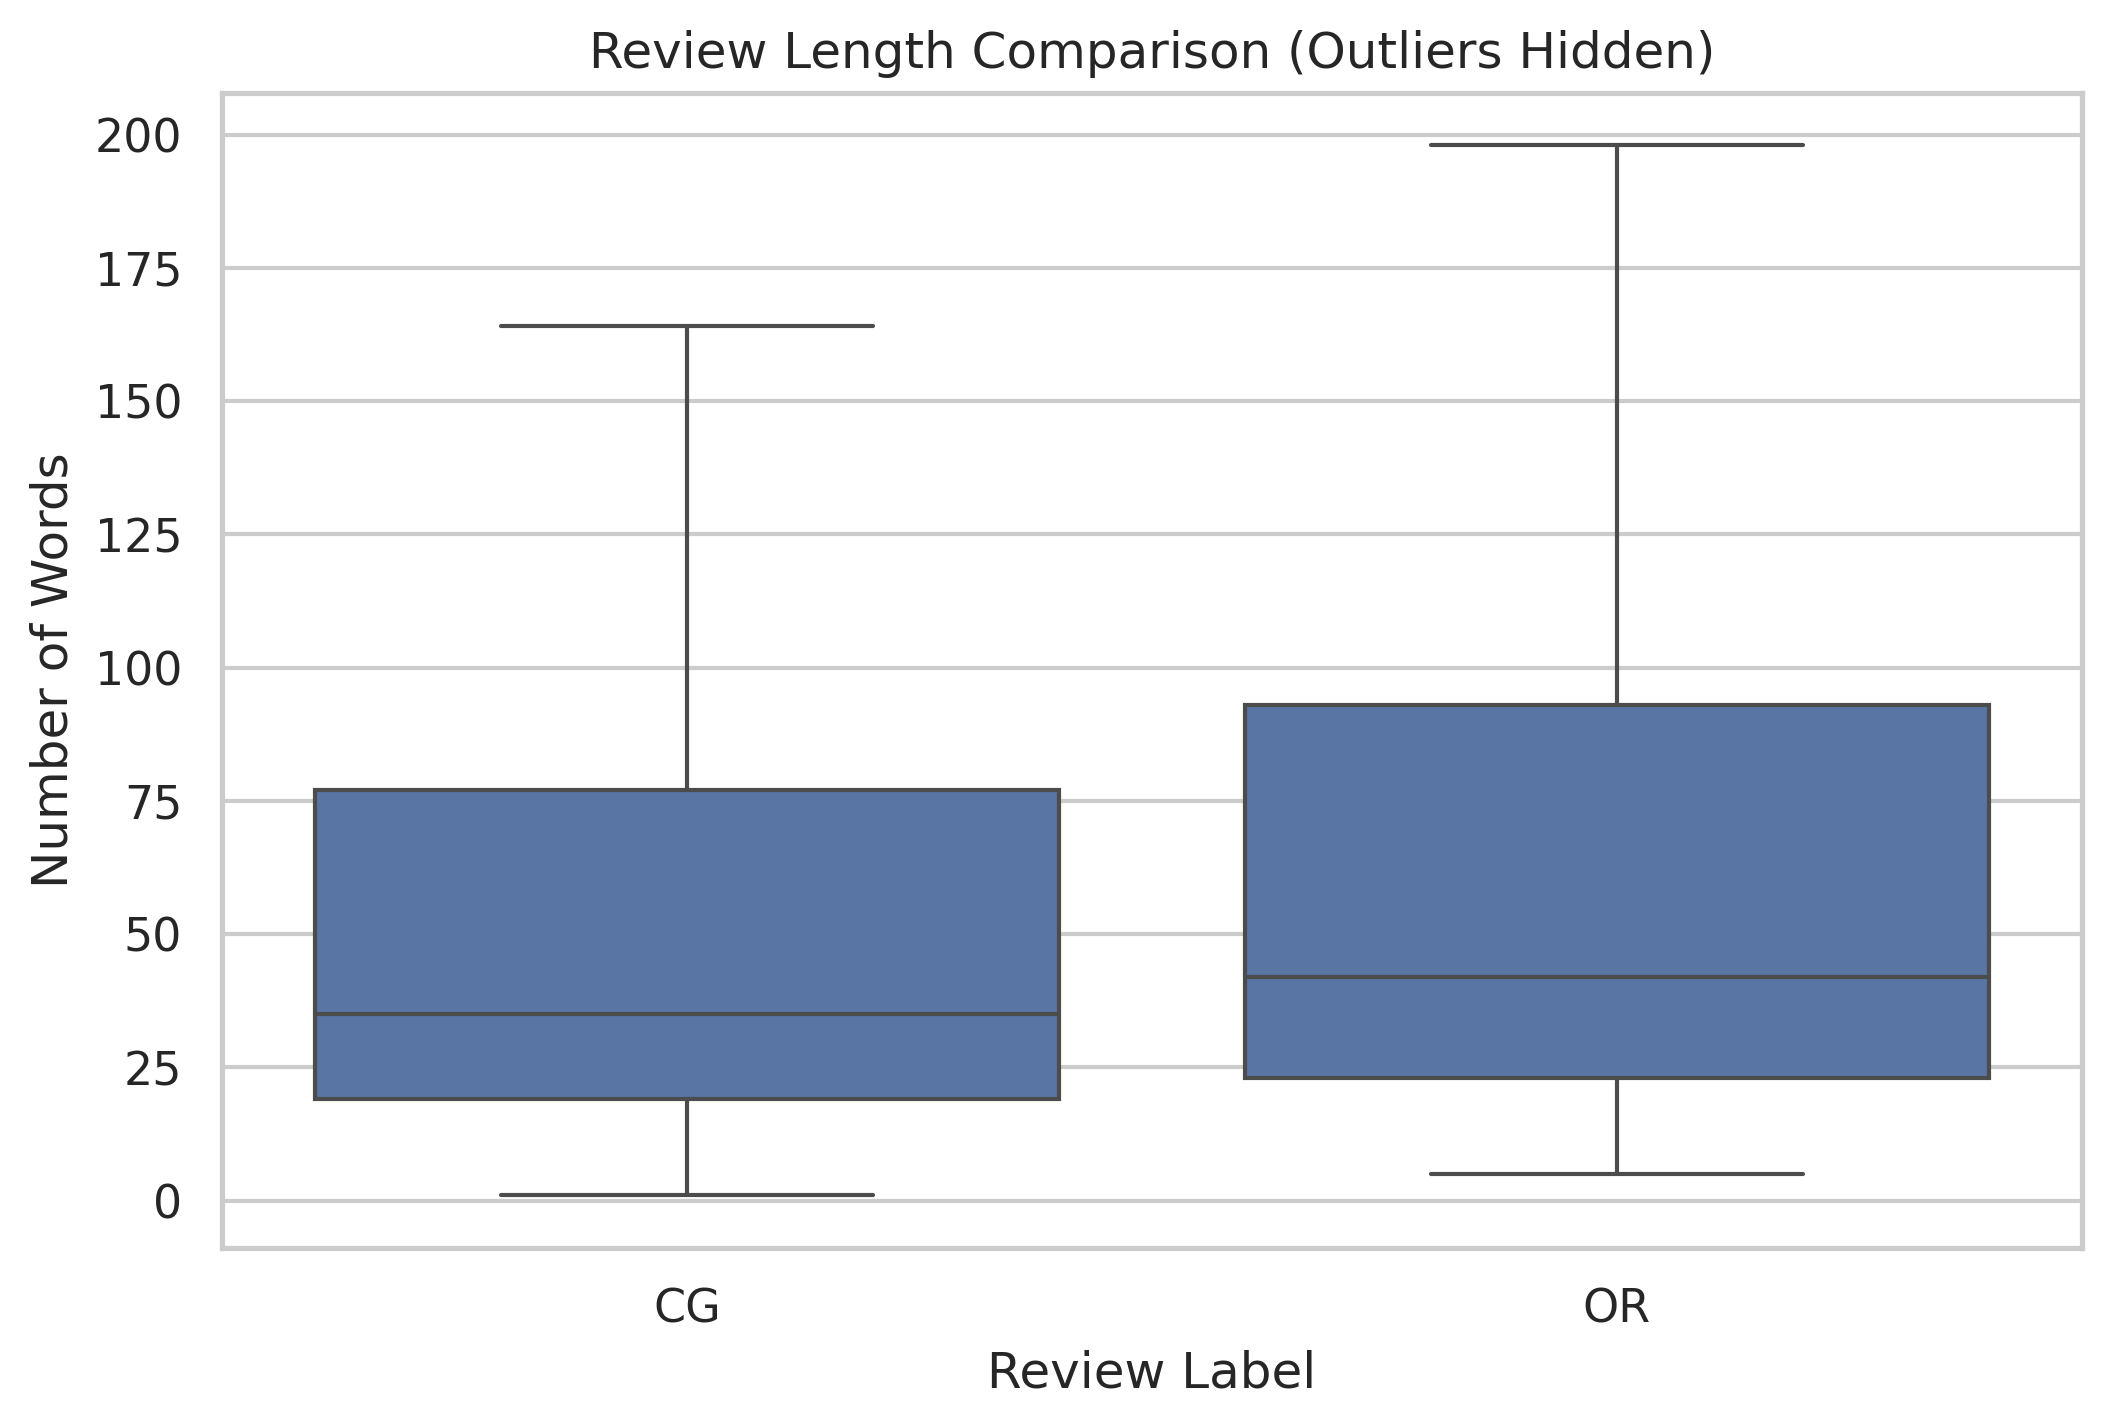 Review Length Comparison (Outliers Hidden)
Number of Words
200
175
150
125
100
75
50
25
0
CG
OR
Review Label